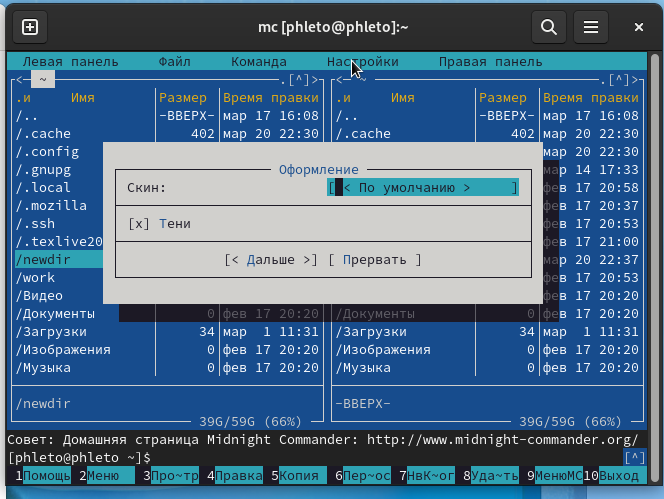 mc [phleto@phleto]:~
Левая панель Файл Команда Настройки Правая панель
<─ ~ .[^]> <─ ~ .[^]>
.и Имя Размер Время правки .и Имя Размер Время правки
/.. -ВВЕРХ- мар 17 16:08 /.. -ВВЕРХ- мар 17 16:08
/.cache 402 мар 20 22:30 /.cache 402 мар 20 22:30
/.config мар 20 22:30
/.gnupg мар 14 17:33
/.local фев 17 20:58
/.mozilla фев 17 20:37
/.ssh фев 17 20:53
/.texlive20 фев 17 21:00
/newdir мар 20 22:37
/work фев 17 20:53
/Видео фев 17 20:20
/Документы 0 фев 17 20:20 /Документы 0 фев 17 20:20
/Загрузки 34 мар 1 11:31 /Загрузки 34 мар 1 11:31
/Изображения 0 фев 17 20:20 /Изображения 0 фев 17 20:20
/Музыка 0 фев 17 20:20 /Музыка 0 фев 17 20:20
/newdir -ВВЕРХ-
39G/59G (66%) 39G/59G (66%)
Оформление
Скин: [ < По умолчанию > ]
[x] Тени
[< Дальше >] [ Прервать ]
Совет: Домашняя страница Midnight Commander: http://www.midnight-commander.org/
[phleto@phleto ~]$ [^]
1Помощь 2Меню 3Про~тр 4Правка 5Копия 6Пер~ос 7НвК~ог 8Уда~ть 9МенюМС 10Выход